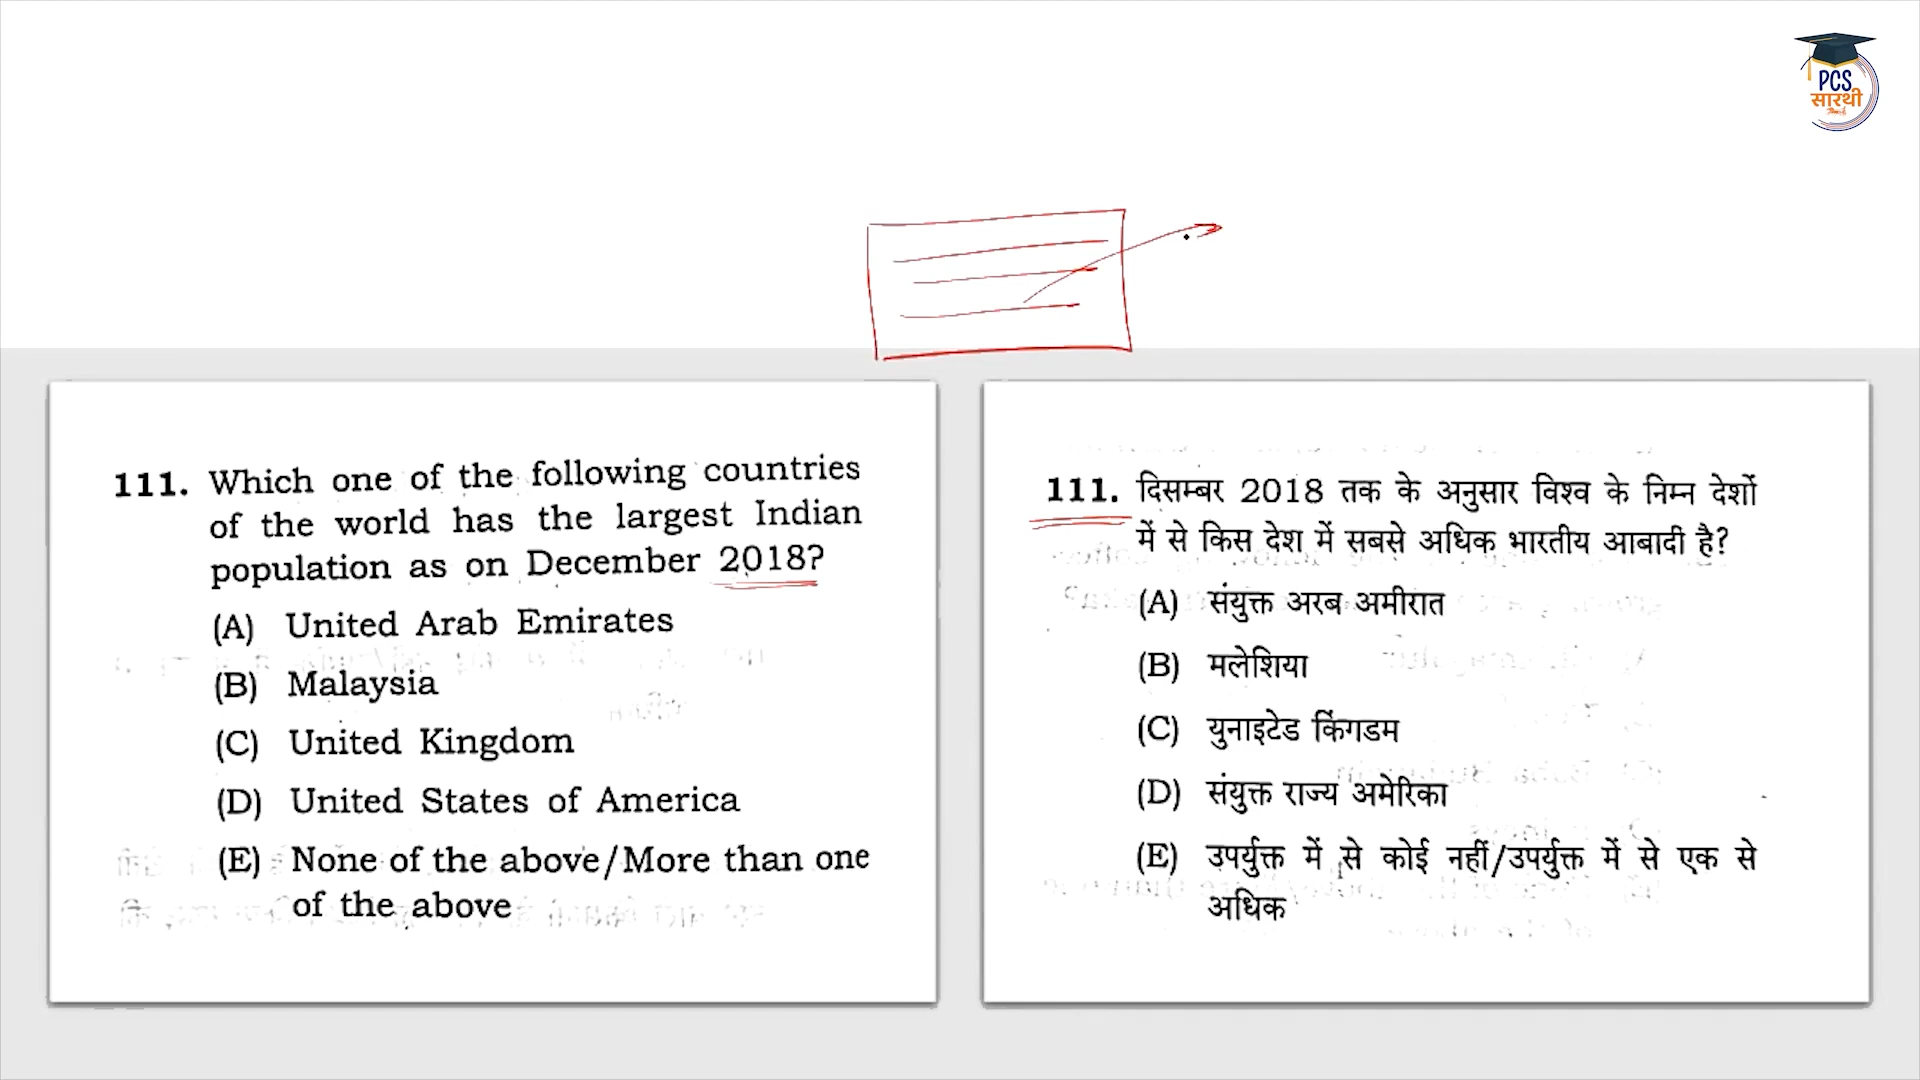 PCS
सारथी
111. Which one of the following countries
of the world has the largest Indian
population as on December 2018?
(A) United Arab Emirates
(B) Malaysia
(C) United Kingdom
(D) United States of America
(E) None of the above/More than one
of the above
111. दिसम्बर 2018 तक के अनुसार विश्व के निम्न देशों
में से किस देश में सबसे अधिक भारतीय आबादी है?
(A) संयुक्त अरब अमीरात
(B) मलेशिया
(C) युनाइटेड किंगडम
(D) संयुक्त राज्य अमेरिका
(E) उपर्युक्त में से कोई नहीं/उपर्युक्त में से एक से
अधिक